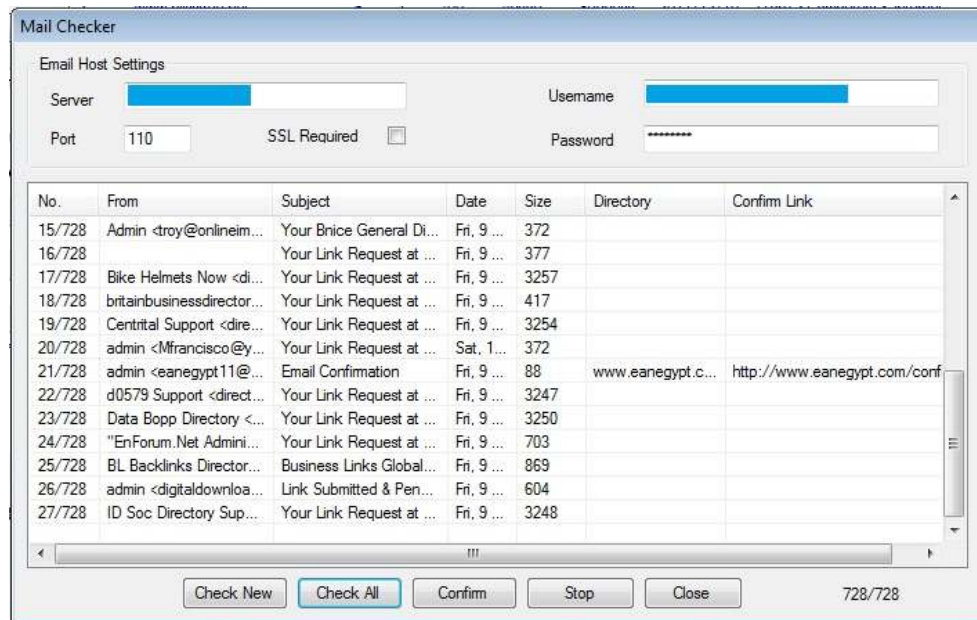 Mail Checker
Email Host Settings
Server
Username
Port 110 SSL Required
Password ********
No. From Subject Date Size Directory Confirm Link
15/728 Admin <troy@onlineim... Your Bnice General Di... Fri, 9 ... 372
16/728 Your Link Request at ... Fri, 9 ... 377
17/728 Bike Helmets Now <di... Your Link Request at ... Fri, 9 ... 3257
18/728 britainbusinessdirector... Your Link Request at ... Fri, 9 ... 417
19/728 Centrital Support <dire... Your Link Request at ... Fri, 9 ... 3254
20/728 admin <Mfrancisco@y... Your Link Request at ... Sat, 1... 372
21/728 admin <eanegypt11@... Email Confirmation Fri, 9 ... 88 www.eanegypt.c... http://www.eanegypt.com/conf
22/728 d0579 Support <direct... Your Link Request at ... Fri, 9 ... 3247
23/728 Data Bopp Directory <... Your Link Request at ... Fri, 9 ... 3250
24/728 "EnForum.Net Admini... Your Link Request at ... Fri, 9 ... 703
25/728 BL Backlinks Director... Business Links Global... Fri, 9 ... 869
26/728 admin <digitaldownloa... Link Submitted & Pen... Fri, 9 ... 604
27/728 ID Soc Directory Sup... Your Link Request at ... Fri, 9 ... 3248
Check New Check All Confirm Stop Close 728/728